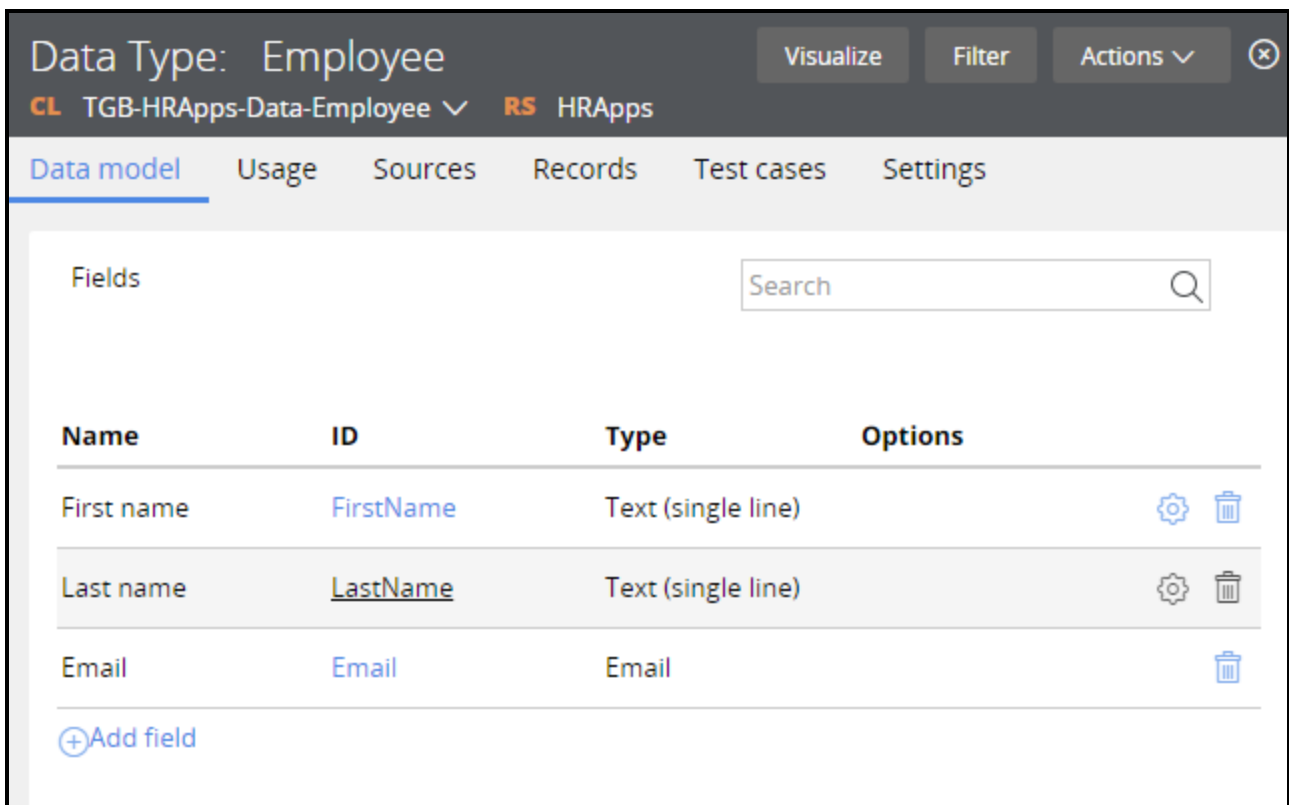 Data Type: Employee Visualize Filter Actions
CL TGB-HRApps-Data-Employee RS HRApps
Data model Usage Sources Records Test cases Settings
Fields Search
Name ID Type Options
First name FirstName Text (single line)
Last name LastName Text (single line)
Email Email Email
Add field